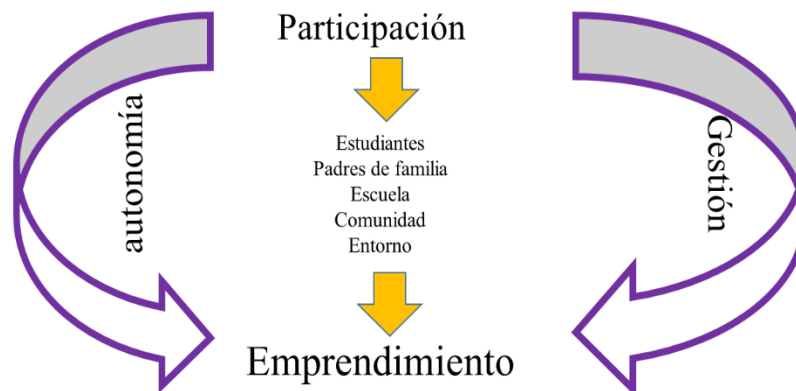 Participación
autonomía
Estudiantes
Padres de familia
Escuela
Comunidad
Entorno
Gestión
Emprendimiento